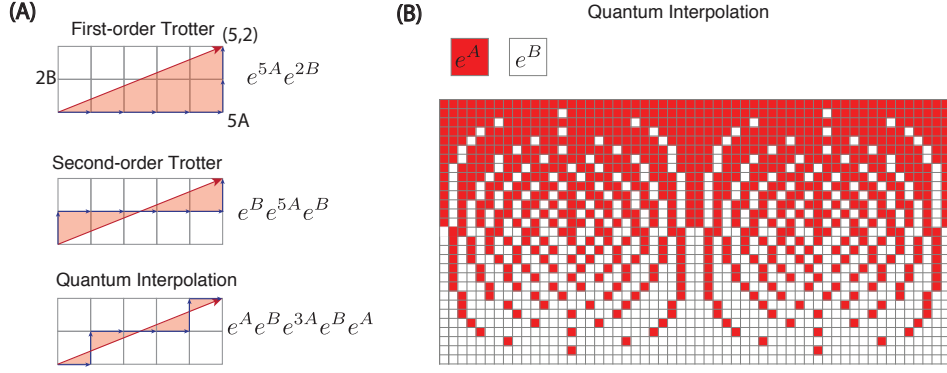 (A)
First-order Trotter
(5,2)
2B
5A
e^{5A}e^{2B}
Second-order Trotter
e^{B}e^{5A}e^{B}
Quantum Interpolation
e^{A}e^{B}e^{3A}e^{B}e^{A}
(B)
Quantum Interpolation
e^{A}
e^{B}